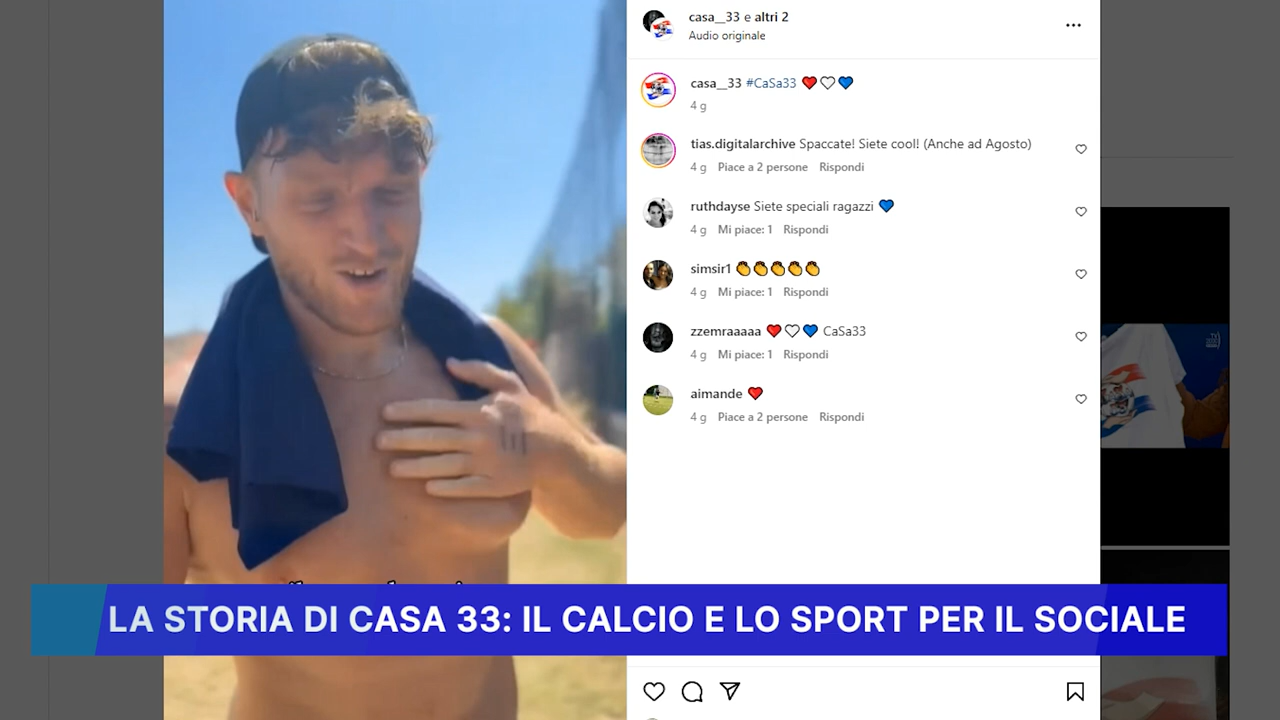 casa__33 e altri 2
Audio originale
casa__33 #CaSa33 ❤️🤍💙
4 g
tias.digitalarchive Spaccate! Siete cool! (Anche ad Agosto)
4 g Piace a 2 persone Rispondi
ruthdayse Siete speciali ragazzi 💙
4 g Mi piace: 1 Rispondi
simsir1 👏👏👏👏👏
4 g Mi piace: 1 Rispondi
zzemraaaaa ❤️🤍💙 CaSa33
4 g Mi piace: 1 Rispondi
aimande ❤️
4 g Piace a 2 persone Rispondi
LA STORIA DI CASA 33: IL CALCIO E LO SPORT PER IL SOCIALE